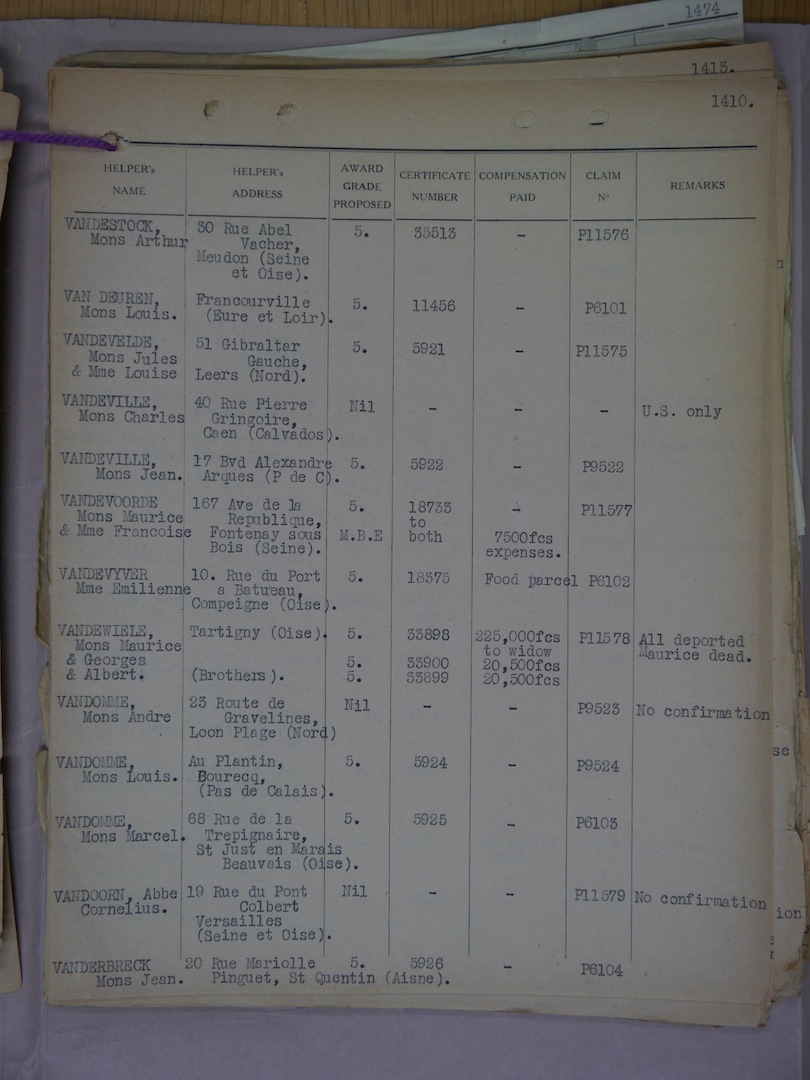 1474
1413.
1410.
HELPER's NAME | HELPER's ADDRESS | AWARD GRADE PROPOSED | CERTIFICATE NUMBER | COMPENSATION PAID | CLAIM N° | REMARKS
VANDESTOCK, 30 Rue Abel 5. 35513 - P11576
Mons Arthur Vacher,
Meudon (Seine
et Oise).
VAN DEUREN, Francourville 5. 11456 - P6101
Mons Louis. (Eure et Loir).
VANDEVELDE, 51 Gibraltar 5. 5921 - P11575
Mons Jules Gauche,
& Mme Louise Leers (Nord).
VANDEVILLE, 40 Rue Pierre Nil - - - U.S. only
Mons Charles Gringoire,
Caen (Calvados).
VANDEVILLE, 17 Bvd Alexandre 5. 5922 - P9522
Mons Jean. Arques (P de C).
VANDEVOORDE 167 Ave de la 5. 18733 - P11577
Mons Maurice Republique, to
& Mme Francoise Fontenay sous M.B.E both 7500fcs
Bois (Seine). expenses.
VANDEVYVER 10. Rue du Port 5. 18375 Food parcel P6102
Mme Emilienne a Batueau,
Compeigne (Oise).
VANDEWIELE, Tartigny (Oise). 5. 33898 225,000fcs P11578 All deported
Mons Maurice to widow Maurice dead.
& Georges 5. 33900 20,500fcs
& Albert. (Brothers). 5. 33899 20,500fcs
VANDOMME, 23 Route de Nil - - P9523 No confirmation
Mons Andre Gravelines,
Loon Plage (Nord)
VANDOMME, Au Plantin, 5. 5924 - P9524
Mons Louis. Bourecq,
(Pas de Calais).
VANDOMME, 68 Rue de la 5. 5925 - P6103
Mons Marcel. Trepignaire,
St Just en Marais
Beauvais (Oise).
VANDOORN, Abbe 19 Rue du Pont Nil - - P11579 No confirmation
Cornelius. Colbert
Versailles
(Seine et Oise).
VANDERBRECK 20 Rue Mariolle 5. 5926 - P6104
Mons Jean. Pinguet, St Quentin (Aisne).
se
ion